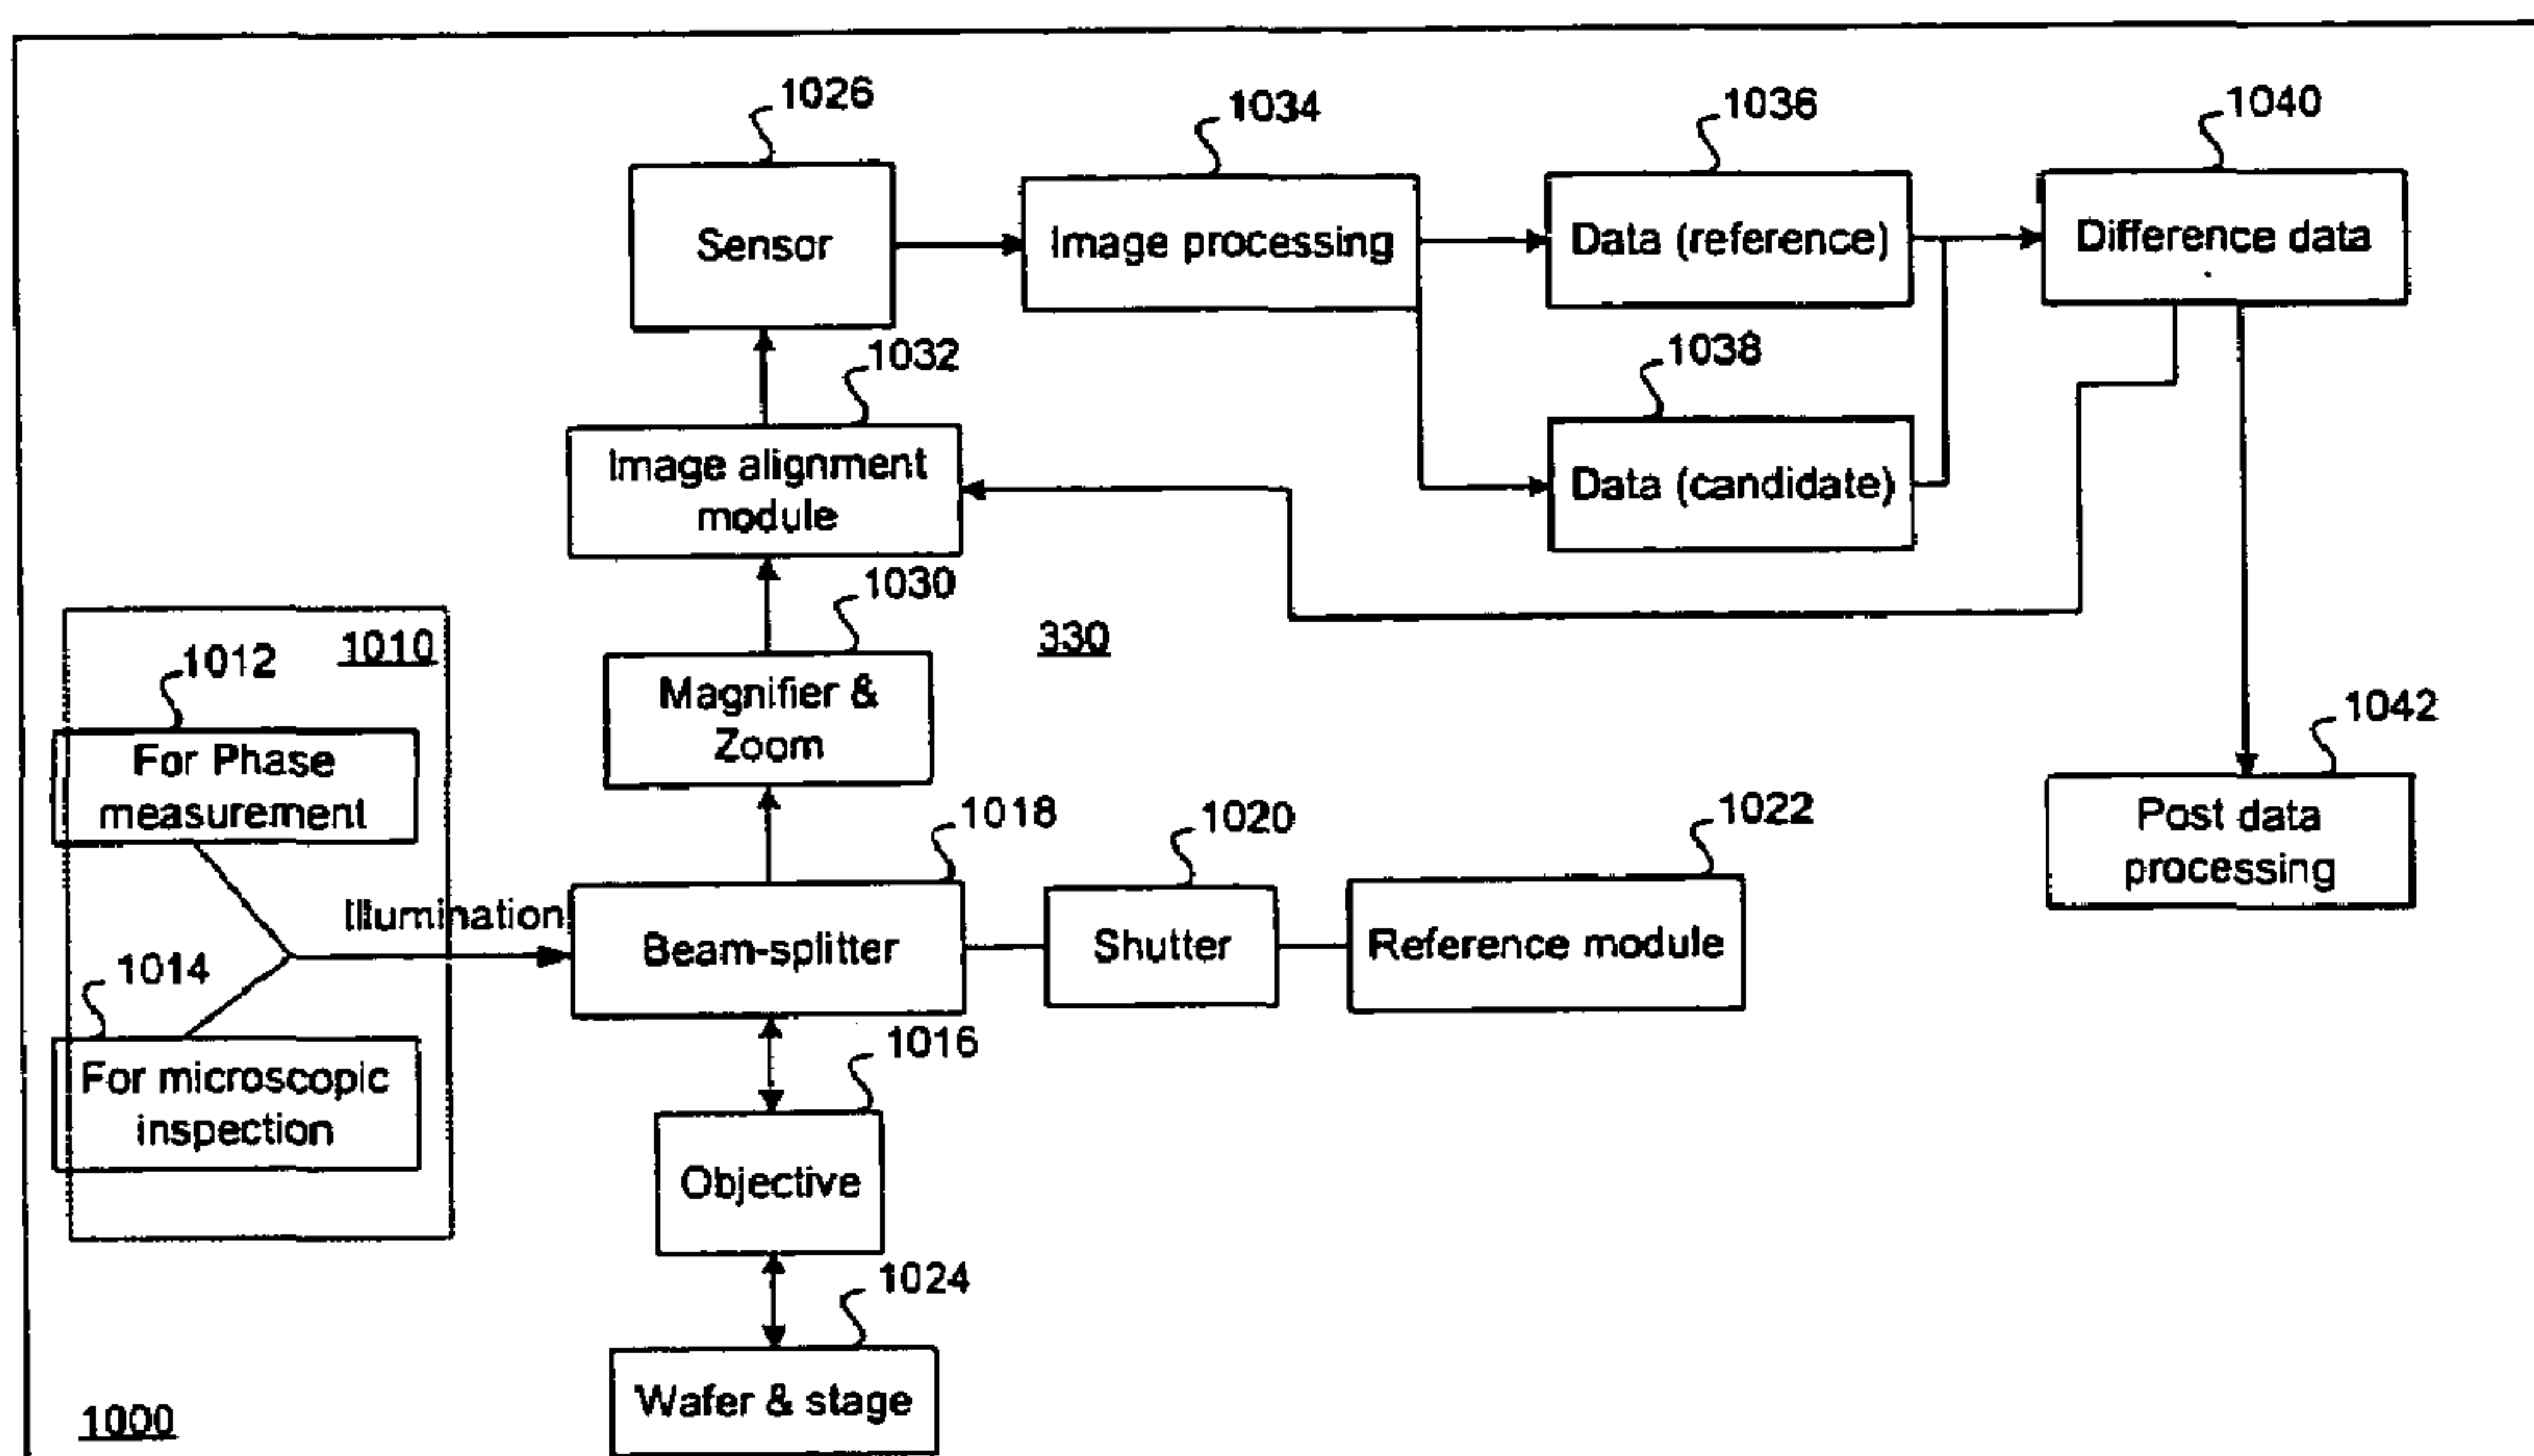 1026
1034
1036
1040
Sensor
Image processing
Data (reference)
Difference data
1032
1038
Image alignment
module
Data (candidate)
1030
330
1010
1012
Magnifier &
Zoom
1042
For Phase
measurement
1018
1020
1022
Post data
processing
Illumination
Beam-splitter
Shutter
Reference module
1014
1016
For microscopic
inspection
Objective
1024
Wafer & stage
1000